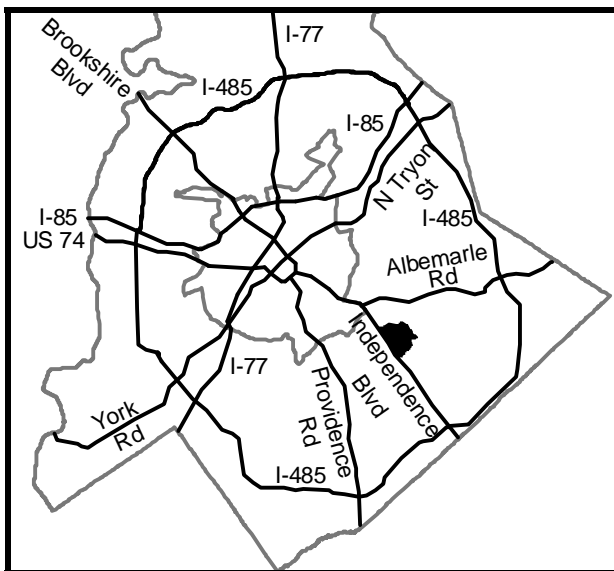 I-77
Brookshire
Blvd
I-485
I-85
N Tryon
St
I-85
US 74
I-485
Albemarle
Rd
Independence
Blvd
I-77
Providence
Rd
York
Rd
I-485